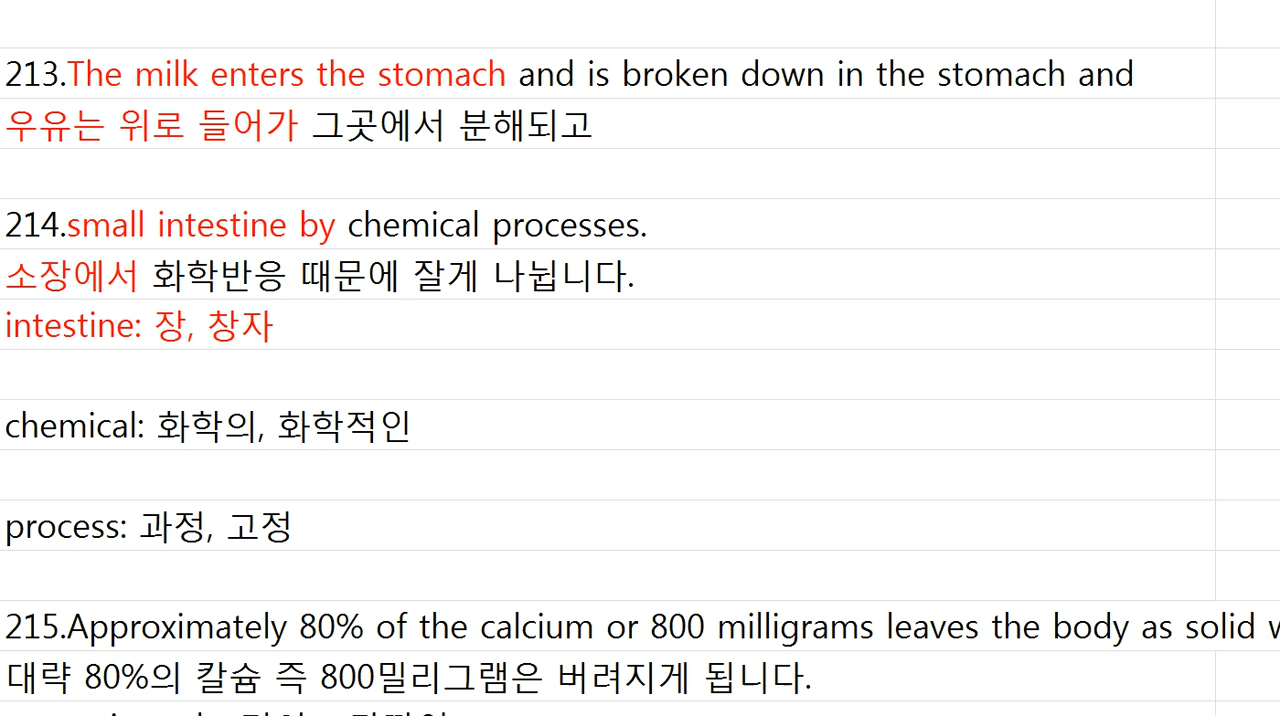 213.The milk enters the stomach and is broken down in the stomach and
우유는 위로 들어가 그곳에서 분해되고
214.small intestine by chemical processes.
소장에서 화학반응 때문에 잘게 나뉩니다.
intestine: 장, 창자
chemical: 화학의, 화학적인
process: 과정, 고정
215.Approximately 80% of the calcium or 800 milligrams leaves the body as solid
대략 80%의 칼슘 즉 800밀리그램은 버려지게 됩니다.